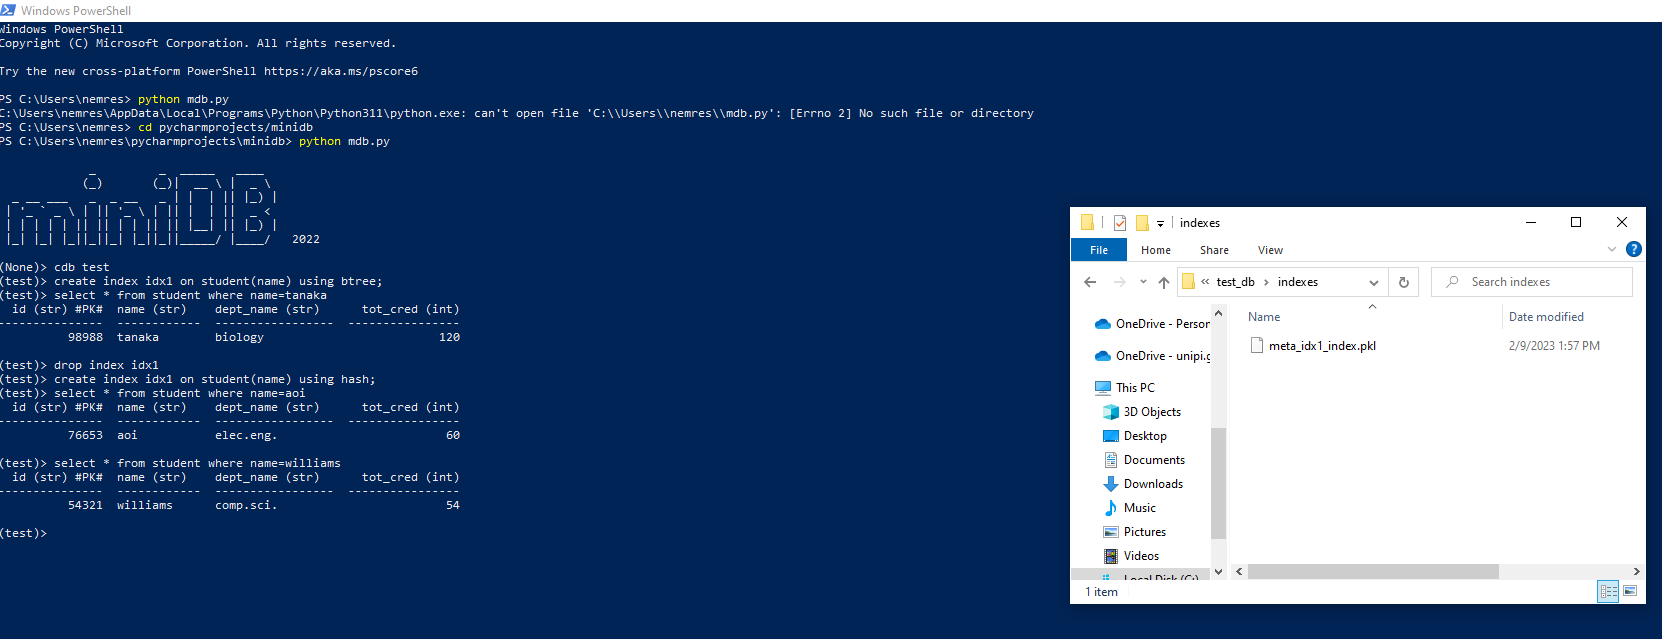 Windows PowerShell
Windows PowerShell
Copyright (C) Microsoft Corporation. All rights reserved.
Try the new cross-platform PowerShell https://aka.ms/pscore6
PS C:\Users\nemres> python mdb.py
C:\Users\nemres\AppData\Local\Programs\Python\Python311\python.exe: can't open file 'C:\\Users\\nemres\\mdb.py': [Errno 2] No such file or directory
PS C:\Users\nemres> cd pycharmprojects/minidb
PS C:\Users\nemres\pycharmprojects\minidb> python mdb.py
miniDB 2022
(None)> cdb test
(test)> create index idx1 on student(name) using btree;
(test)> select * from student where name=tanaka
id (str) #PK# name (str) dept_name (str) tot_cred (int)
--------------- ------------ ----------------- ----------------
98988 tanaka biology 120
(test)> drop index idx1
(test)> create index idx1 on student(name) using hash;
(test)> select * from student where name=aoi
id (str) #PK# name (str) dept_name (str) tot_cred (int)
--------------- ------------ ----------------- ----------------
76653 aoi elec.eng. 60
(test)> select * from student where name=williams
id (str) #PK# name (str) dept_name (str) tot_cred (int)
--------------- ------------ ----------------- ----------------
54321 williams comp.sci. 54
(test)>
indexes
File Home Share View
« test_db › indexes
Search indexes
OneDrive - Person
OneDrive - unipi.g
This PC
3D Objects
Desktop
Documents
Downloads
Music
Pictures
Videos
Local Disk (C:)
Name Date modified
meta_idx1_index.pkl 2/9/2023 1:57 PM
1 item